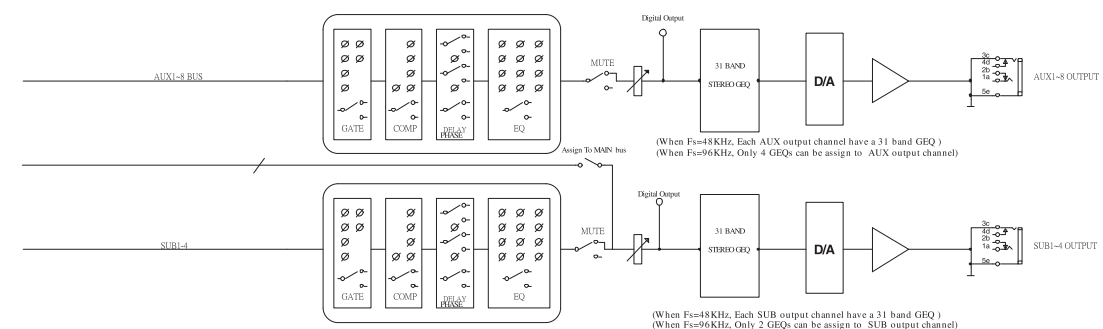 Digital Output
MUTE
31 BAND
STEREO GEQ
D/A
3c
4d
2b
1a
5e
AUX1~8 BUS
AUX1~8 OUTPUT
GATE
COMP
DELAY
PHASE
EQ
(When Fs=48KHz, Each AUX output channel have a 31 band GEQ )
(When Fs=96KHz, Only 4 GEQs can be assign to  AUX output channel)
Assign To MAIN bus
Digital Output
MUTE
31 BAND
STEREO GEQ
D/A
3c
4d
2b
1a
5e
SUB1-4
SUB1~4 OUTPUT
GATE
COMP
DELAY
PHASE
EQ
(When Fs=48KHz, Each SUB output channel have a 31 band GEQ )
(When Fs=96KHz, Only 2 GEQs can be assign to  SUB output channel)